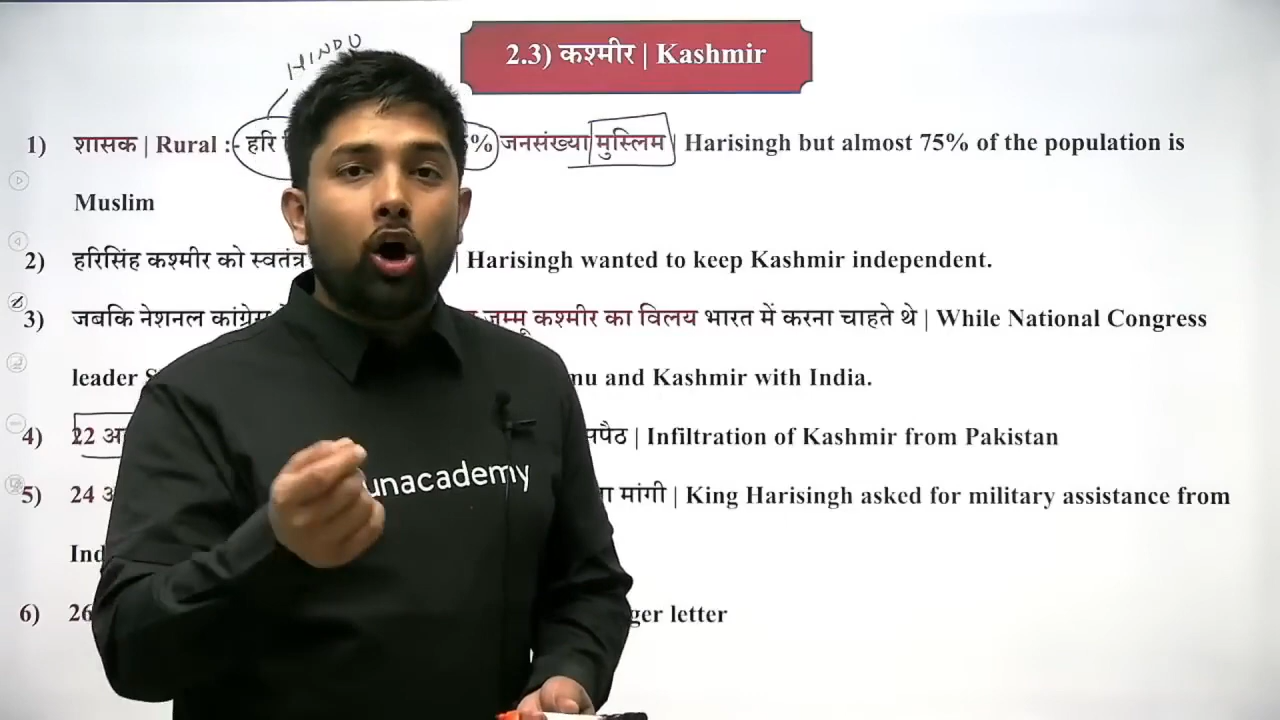 HINDU
2.3) कश्मीर | Kashmir
1) शासक | Rural :- हरि %) जनसंख्या मुस्लिम | Harisingh but almost 75% of the population is
Muslim
2) हरिसिंह कश्मीर को स्वतंत्र | Harisingh wanted to keep Kashmir independent.
3) जबकि नेशनल कांग्रेस जम्मू कश्मीर का विलय भारत में करना चाहते थे | While National Congress
leader and Kashmir with India.
4) 22 | Infiltration of Kashmir from Pakistan
5) 24 मांगी | King Harisingh asked for military assistance from
6) 26 letter
unacademy